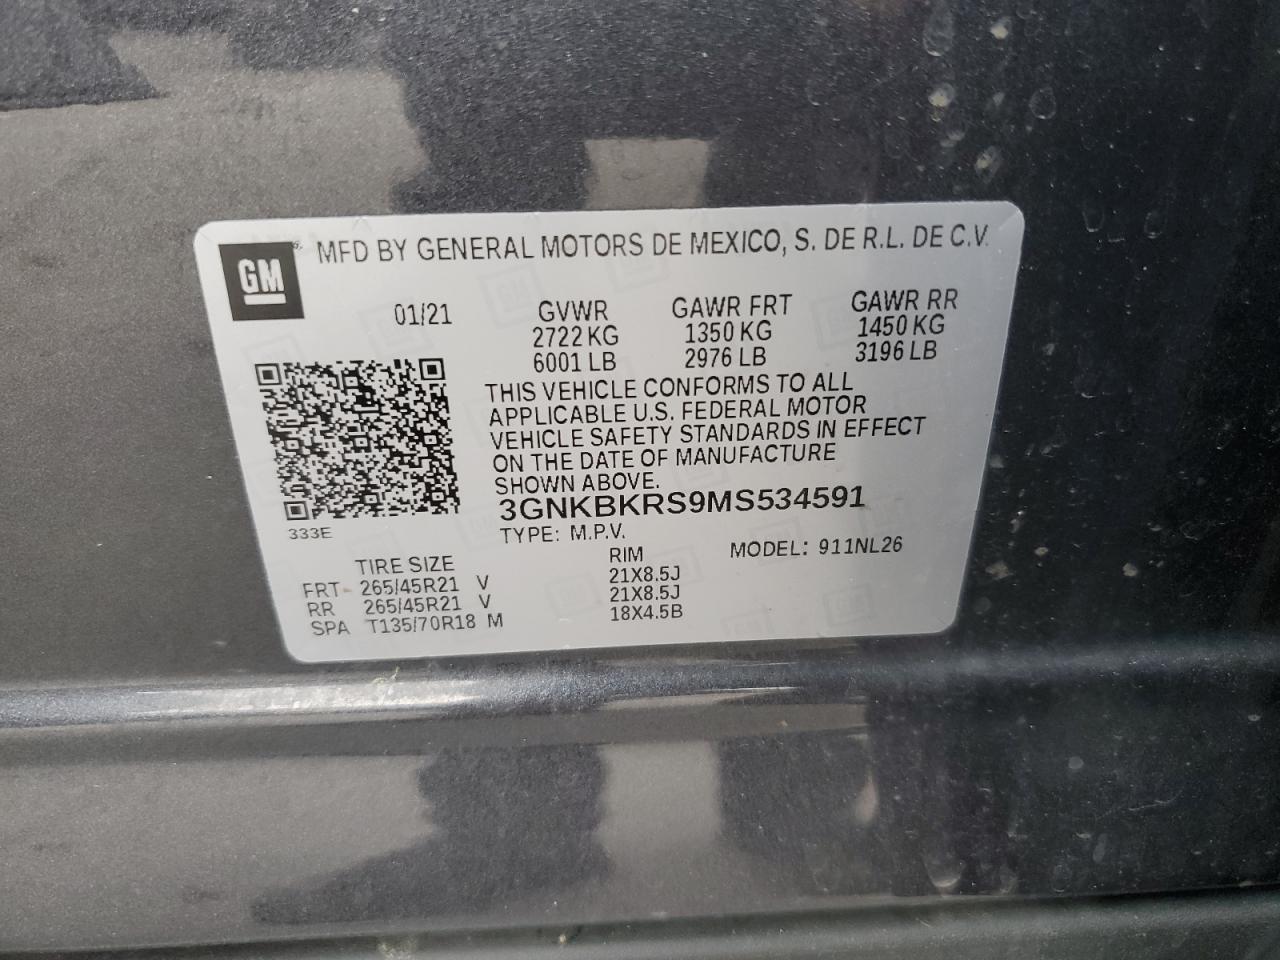 GM
MFD BY GENERAL MOTORS DE MEXICO, S. DE R.L. DE C.V.
01/21 GVWR GAWR FRT GAWR RR
2722 KG 1350 KG 1450 KG
6001 LB 2976 LB 3196 LB
THIS VEHICLE CONFORMS TO ALL
APPLICABLE U.S. FEDERAL MOTOR
VEHICLE SAFETY STANDARDS IN EFFECT
ON THE DATE OF MANUFACTURE
SHOWN ABOVE.
3GNKBKRS9MS534591
333E
TYPE: M.P.V. MODEL: 911NL26
TIRE SIZE RIM
FRT 265/45R21 V 21X8.5J
RR 265/45R21 V 21X8.5J
SPA T135/70R18 M 18X4.5B